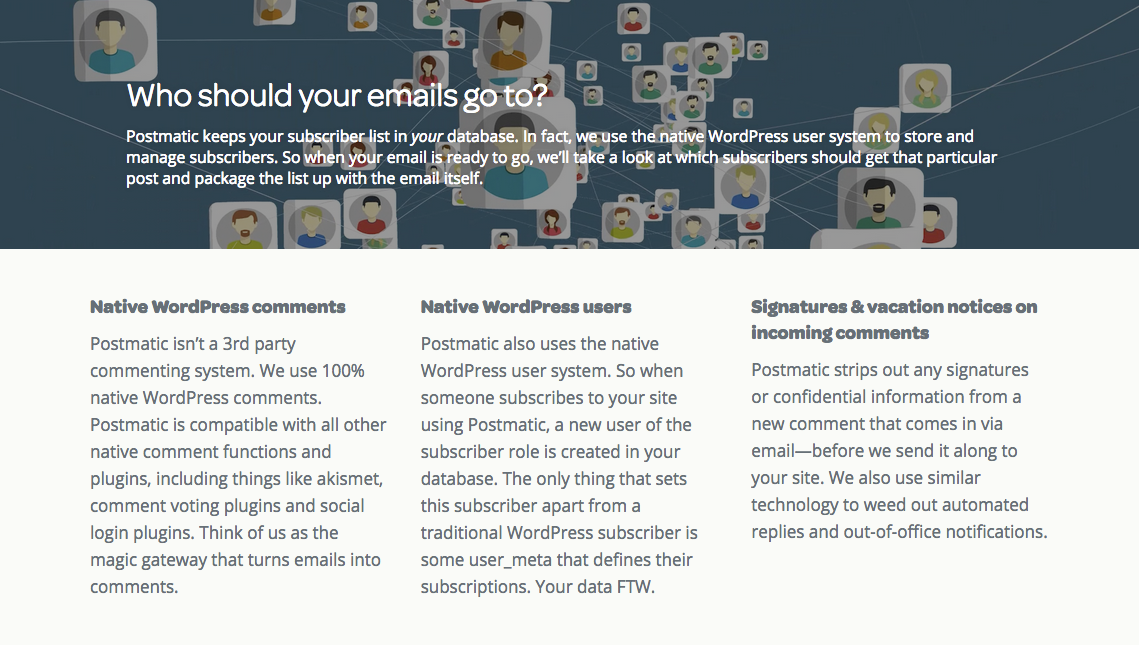 Who should your emails go to?
Postmatic keeps your subscriber list in your database. In fact, we use the native WordPress user system to store and
manage subscribers. So when your email is ready to go, we'll take a look at which subscribers should get that particular
post and package the list up with the email itself.
Native WordPress comments
Postmatic isn't a 3rd party
commenting system. We use 100%
native WordPress comments.
Postmatic is compatible with all other
native comment functions and
plugins, including things like akismet,
comment voting plugins and social
login plugins. Think of us as the
magic gateway that turns emails into
comments.
Native WordPress users
Postmatic also uses the native
WordPress user system. So when
someone subscribes to your site
using Postmatic, a new user of the
subscriber role is created in your
database. The only thing that sets
this subscriber apart from a
traditional WordPress subscriber is
some user_meta that defines their
subscriptions. Your data FTW.
Signatures & vacation notices on
incoming comments
Postmatic strips out any signatures
or confidential information from a
new comment that comes in via
email—before we send it along to
your site. We also use similar
technology to weed out automated
replies and out-of-office notifications.